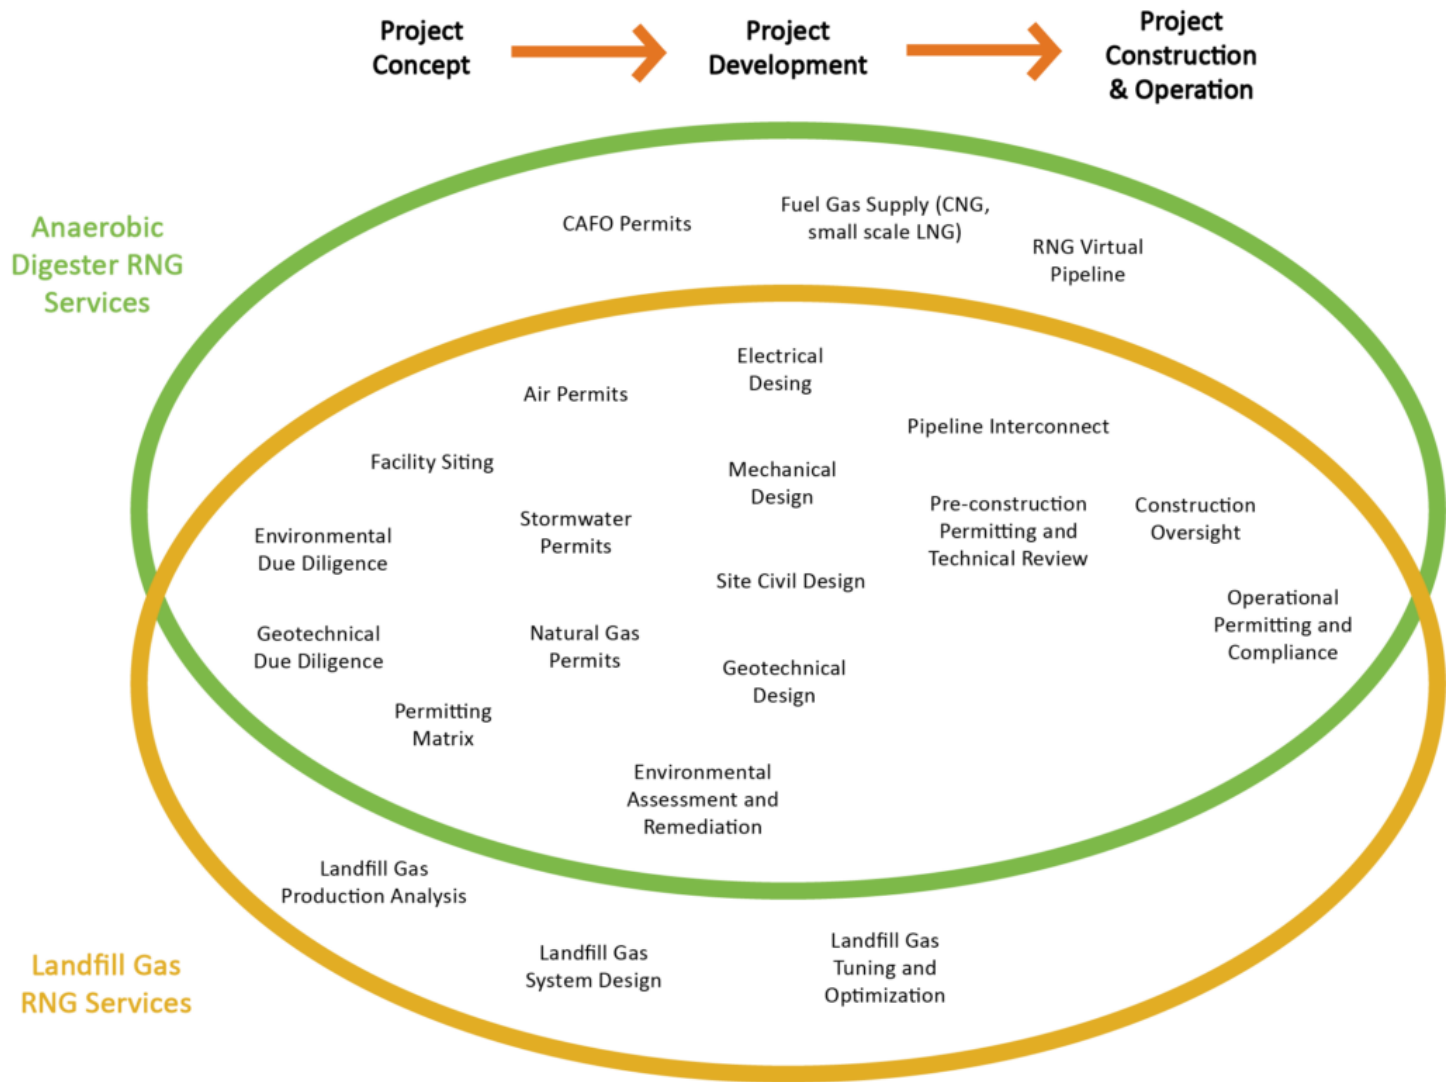 Project
Concept
Project
Development
Project
Construction
& Operation
Anaerobic
Digester RNG
Services
CAFO Permits
Fuel Gas Supply (CNG,
small scale LNG)
RNG Virtual
Pipeline
Electrical
Desing
Air Permits
Pipeline Interconnect
Facility Siting
Mechanical
Design
Stormwater
Permits
Pre-construction
Permitting and
Technical Review
Construction
Oversight
Environmental
Due Diligence
Site Civil Design
Operational
Permitting and
Compliance
Geotechnical
Due Diligence
Natural Gas
Permits
Geotechnical
Design
Permitting
Matrix
Environmental
Assessment and
Remediation
Landfill Gas
Production Analysis
Landfill Gas
System Design
Landfill Gas
Tuning and
Optimization
Landfill Gas
RNG Services